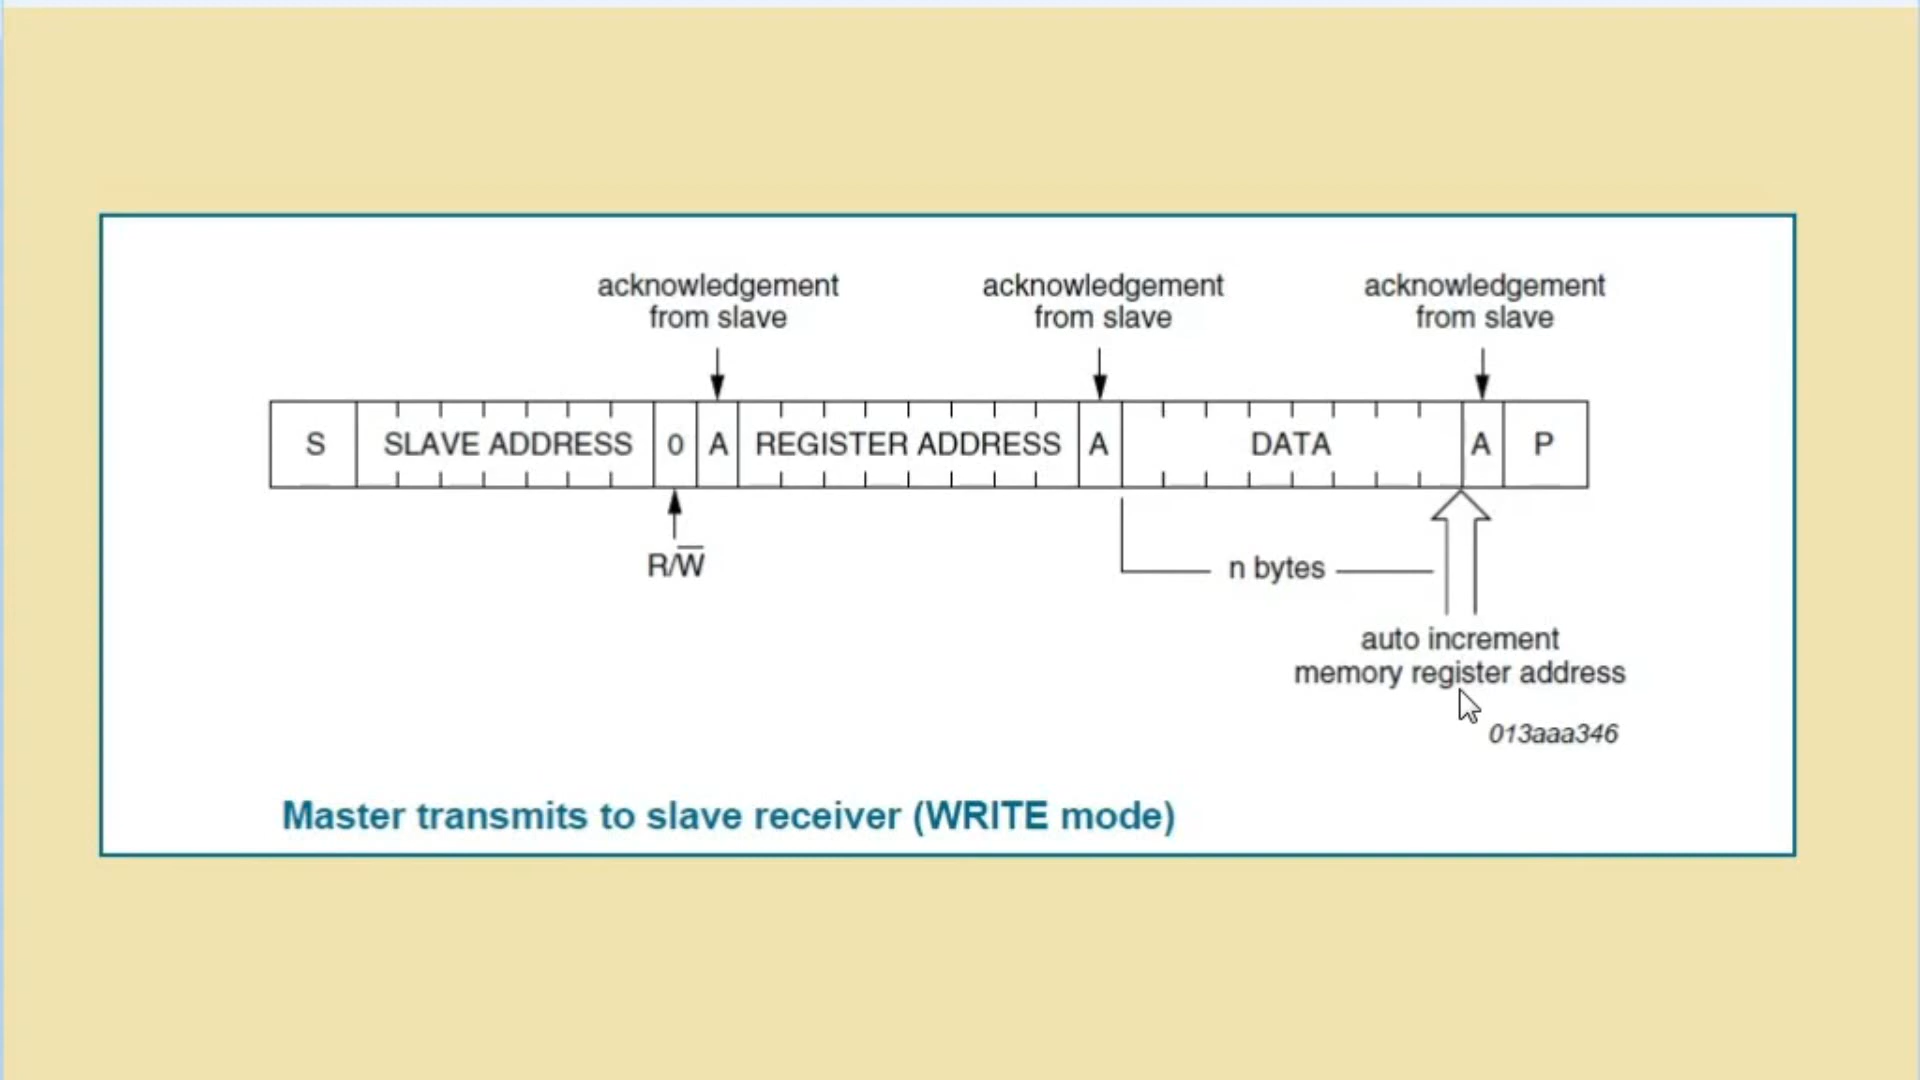 acknowledgement
from slave
acknowledgement
from slave
acknowledgement
from slave
S SLAVE ADDRESS 0 A REGISTER ADDRESS A DATA A P
R/W̅
n bytes
auto increment
memory register address
013aaa346
Master transmits to slave receiver (WRITE mode)